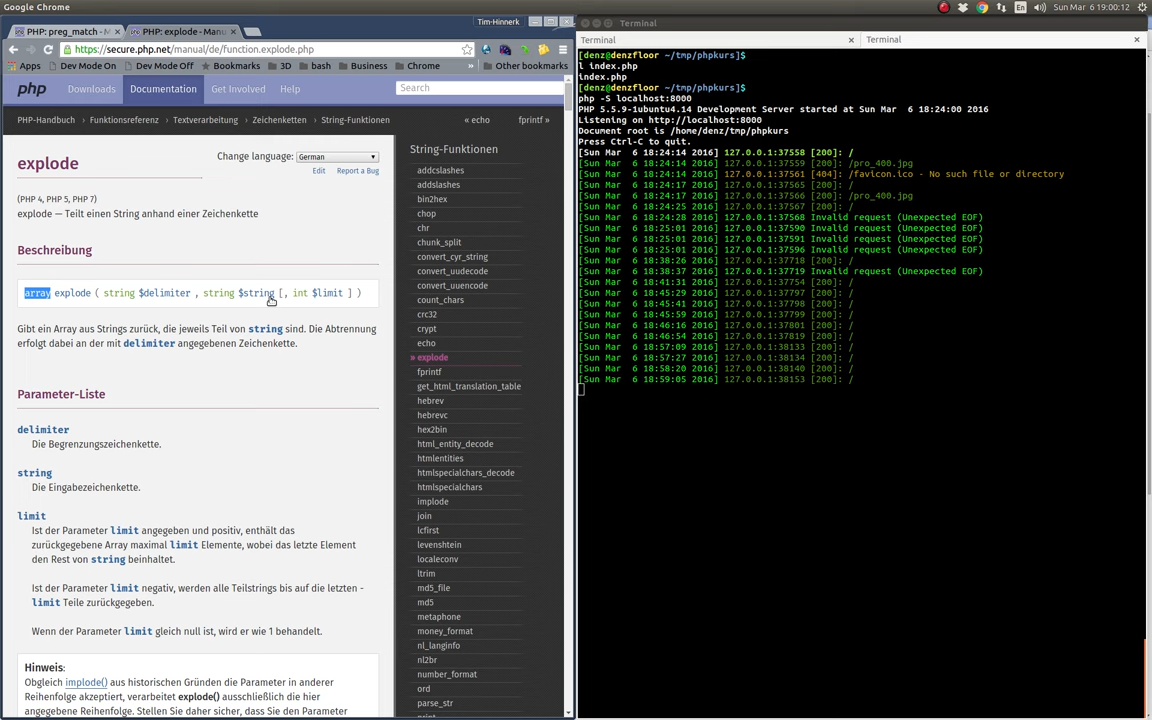 Google Chrome
En
Sun Mar 6 19:00:12
Tim-Hinnerk
Terminal
PHP: preg_match - M
PHP: explode - Manu
Terminal
Terminal
https://secure.php.net/manual/de/function.explode.php
Apps
Dev Mode On
Dev Mode Off
Bookmarks
3D
bash
Business
Chrome
»
Other bookmarks
php
Downloads
Documentation
Get Involved
Help
Search
PHP-Handbuch › Funktionsreferenz › Textverarbeitung › Zeichenketten › String-Funktionen
« echo
fprintf »
explode
Change language: German
Edit
Report a Bug
(PHP 4, PHP 5, PHP 7)
explode — Teilt einen String anhand einer Zeichenkette
Beschreibung
array explode ( string $delimiter , string $string [, int $limit ] )
Gibt ein Array aus Strings zurück, die jeweils Teil von string sind. Die Abtrennung
erfolgt dabei an der mit delimiter angegebenen Zeichenkette.
Parameter-Liste
delimiter
Die Begrenzungszeichenkette.
string
Die Eingabezeichenkette.
limit
Ist der Parameter limit angegeben und positiv, enthält das
zurückgegebene Array maximal limit Elemente, wobei das letzte Element
den Rest von string beinhaltet.
Ist der Parameter limit negativ, werden alle Teilstrings bis auf die letzten -
limit Teile zurückgegeben.
Wenn der Parameter limit gleich null ist, wird er wie 1 behandelt.
Hinweis:
Obgleich implode() aus historischen Gründen die Parameter in anderer
Reihenfolge akzeptiert, verarbeitet explode() ausschließlich die hier
angegebene Reihenfolge. Stellen Sie daher sicher, dass Sie den Parameter
String-Funktionen
addcslashes
addslashes
bin2hex
chop
chr
chunk_split
convert_cyr_string
convert_uudecode
convert_uuencode
count_chars
crc32
crypt
echo
» explode
fprintf
get_html_translation_table
hebrev
hebrevc
hex2bin
html_entity_decode
htmlentities
htmlspecialchars_decode
htmlspecialchars
implode
join
lcfirst
levenshtein
localeconv
ltrim
md5_file
md5
metaphone
money_format
nl_langinfo
nl2br
number_format
ord
parse_str
print
[denz@denzfloor ~/tmp/phpkurs]$
l index.php
index.php
[denz@denzfloor ~/tmp/phpkurs]$
php -S localhost:8000
PHP 5.5.9-1ubuntu4.14 Development Server started at Sun Mar  6 18:24:00 2016
Listening on http://localhost:8000
Document root is /home/denz/tmp/phpkurs
Press Ctrl-C to quit.
[Sun Mar  6 18:24:14 2016] 127.0.0.1:37558 [200]: /
[Sun Mar  6 18:24:14 2016] 127.0.0.1:37559 [200]: /pro_400.jpg
[Sun Mar  6 18:24:14 2016] 127.0.0.1:37561 [404]: /favicon.ico - No such file or directory
[Sun Mar  6 18:24:17 2016] 127.0.0.1:37565 [200]: /
[Sun Mar  6 18:24:17 2016] 127.0.0.1:37566 [200]: /pro_400.jpg
[Sun Mar  6 18:24:25 2016] 127.0.0.1:37567 [200]: /
[Sun Mar  6 18:24:28 2016] 127.0.0.1:37568 Invalid request (Unexpected EOF)
[Sun Mar  6 18:25:01 2016] 127.0.0.1:37590 Invalid request (Unexpected EOF)
[Sun Mar  6 18:25:01 2016] 127.0.0.1:37591 Invalid request (Unexpected EOF)
[Sun Mar  6 18:25:01 2016] 127.0.0.1:37596 Invalid request (Unexpected EOF)
[Sun Mar  6 18:38:26 2016] 127.0.0.1:37718 [200]: /
[Sun Mar  6 18:38:37 2016] 127.0.0.1:37719 Invalid request (Unexpected EOF)
[Sun Mar  6 18:41:31 2016] 127.0.0.1:37754 [200]: /
[Sun Mar  6 18:45:29 2016] 127.0.0.1:37797 [200]: /
[Sun Mar  6 18:45:41 2016] 127.0.0.1:37798 [200]: /
[Sun Mar  6 18:45:59 2016] 127.0.0.1:37799 [200]: /
[Sun Mar  6 18:46:16 2016] 127.0.0.1:37801 [200]: /
[Sun Mar  6 18:46:54 2016] 127.0.0.1:37819 [200]: /
[Sun Mar  6 18:57:09 2016] 127.0.0.1:38133 [200]: /
[Sun Mar  6 18:57:27 2016] 127.0.0.1:38134 [200]: /
[Sun Mar  6 18:58:20 2016] 127.0.0.1:38140 [200]: /
[Sun Mar  6 18:59:05 2016] 127.0.0.1:38153 [200]: /